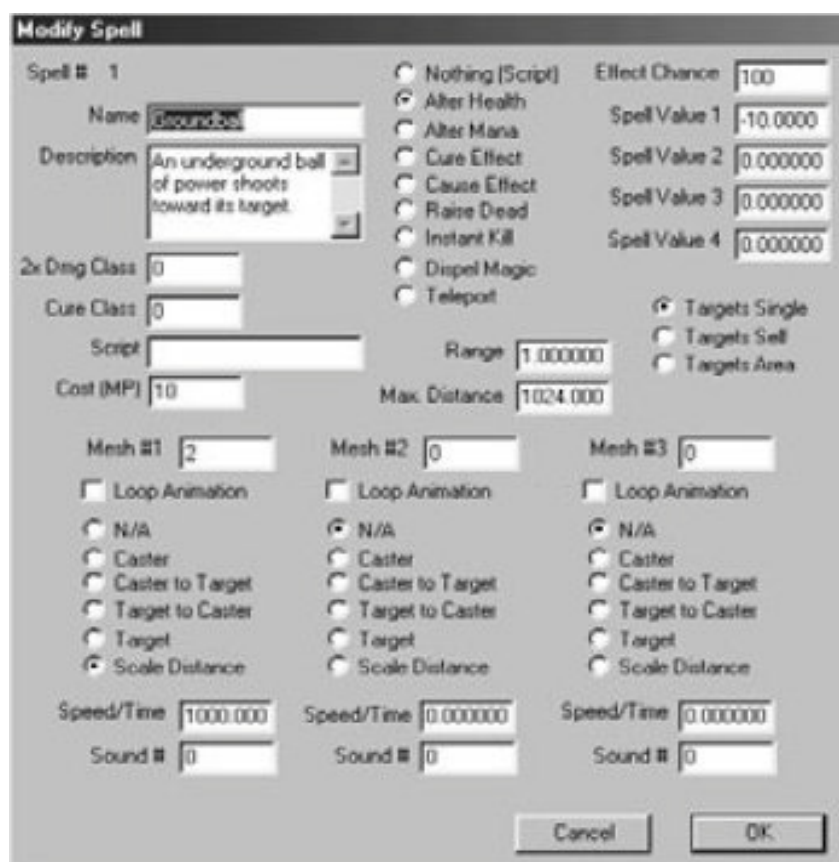 Modify Spell
Spell # 1
Name Groundball
Description An underground ball
of power shoots
toward its target.
2x Dmg Class 0
Cure Class 0
Script
Cost (MP) 10
Nothing (Script)
Alter Health
Alter Mana
Cure Effect
Cause Effect
Raise Dead
Instant Kill
Dispel Magic
Teleport
Effect Chance 100
Spell Value 1 -10.0000
Spell Value 2 0.000000
Spell Value 3 0.000000
Spell Value 4 0.000000
Targets Single
Targets Self
Targets Area
Range 1.000000
Max. Distance 1024.000
Mesh #1 2
Loop Animation
N/A
Caster
Caster to Target
Target to Caster
Target
Scale Distance
Speed/Time 1000.000
Sound # 0
Mesh #2 0
Loop Animation
N/A
Caster
Caster to Target
Target to Caster
Target
Scale Distance
Speed/Time 0.000000
Sound # 0
Mesh #3 0
Loop Animation
N/A
Caster
Caster to Target
Target to Caster
Target
Scale Distance
Speed/Time 0.000000
Sound # 0
Cancel
OK